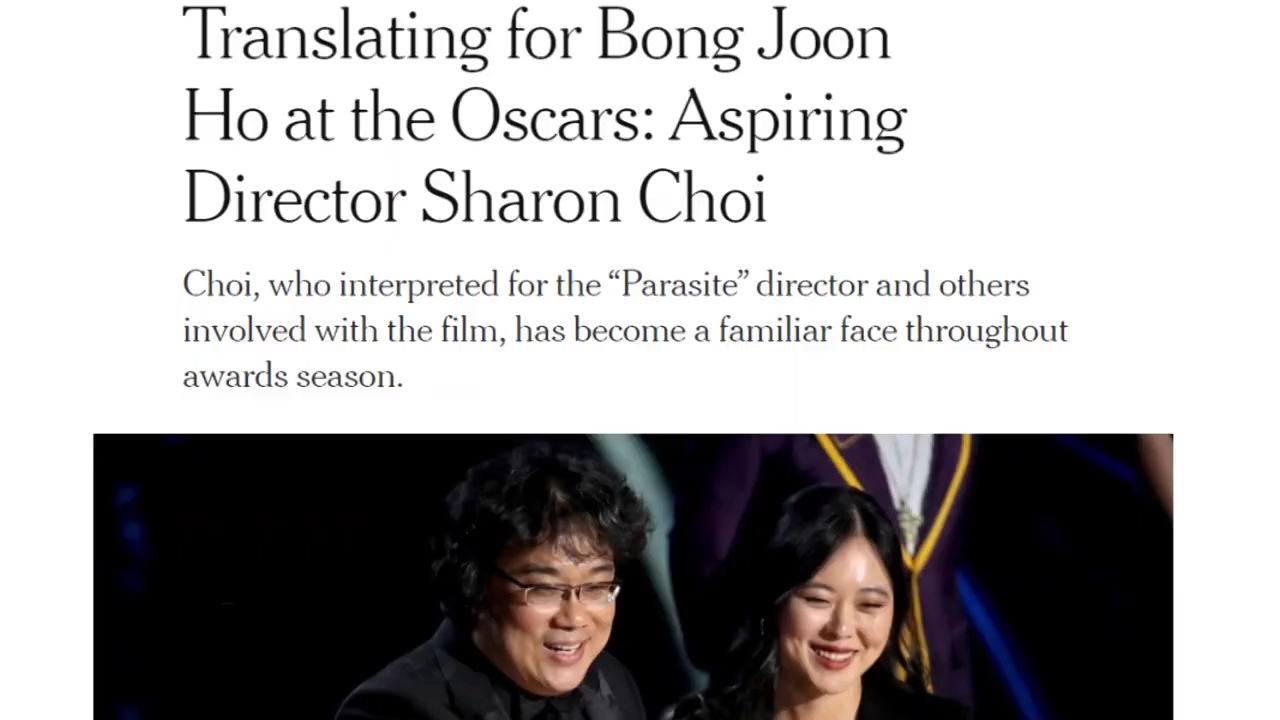 Translating for Bong Joon
Ho at the Oscars: Aspiring
Director Sharon Choi
Choi, who interpreted for the “Parasite” director and others
involved with the film, has become a familiar face throughout
awards season.